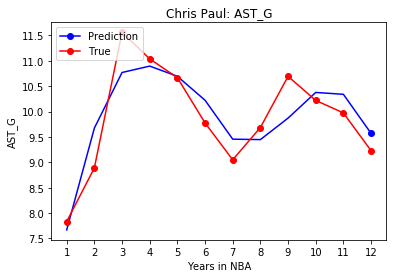 Chris Paul: AST_G
Prediction
True
AST_G
11.5
11.0
10.5
10.0
9.5
9.0
8.5
8.0
7.5
1 2 3 4 5 6 7 8 9 10 11 12
Years in NBA